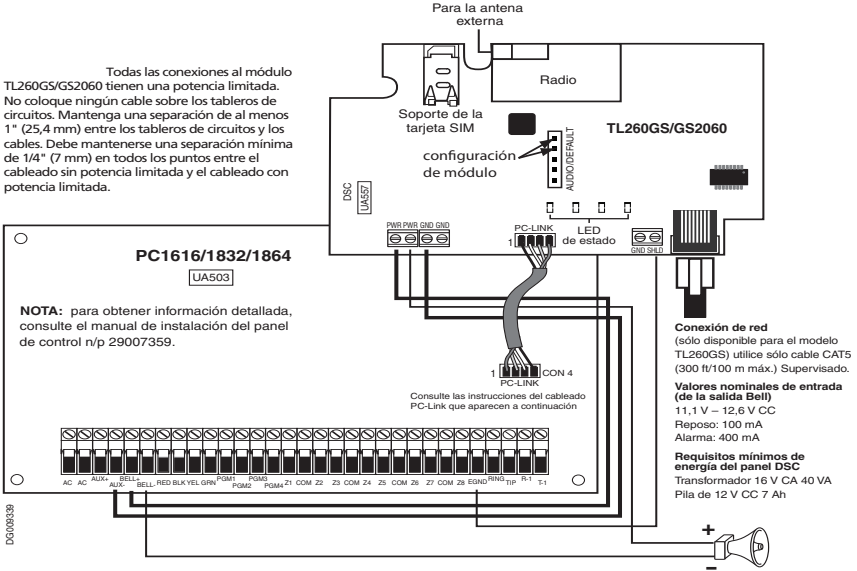 Para la antena
externa
Todas las conexiones al módulo
TL260GS/GS2060 tienen una potencia limitada.
No coloque ningún cable sobre los tableros de
circuitos. Mantenga una separación de al menos
1" (25,4 mm) entre los tableros de circuitos y los
cables. Debe mantenerse una separación mínima
de 1/4" (7 mm) en todos los puntos entre el
cableado sin potencia limitada y el cableado con
potencia limitada.
Radio
Soporte de la
tarjeta SIM
TL260GS/GS2060
configuración
de módulo
AUDIO/DEFAULT
DSC
UA557
PWR PWR GND GND
PC-LINK
1
LED
de estado
GND SHLD
PC1616/1832/1864
UA503
NOTA: para obtener información detallada,
consulte el manual de instalación del panel
de control n/p 29007359.
1
CON 4
PC-LINK
Consulte las instrucciones del cableado
PC-Link que aparecen a continuación
Conexión de red
(sólo disponible para el modelo
TL260GS) utilice sólo cable CAT5
(300 ft/100 m máx.) Supervisado.
Valores nominales de entrada
(de la salida Bell)
11,1 V – 12,6 V CC
Reposo: 100 mA
Alarma: 400 mA
Requisitos mínimos de
energía del panel DSC
Transformador 16 V CA 40 VA
Pila de 12 V CC 7 Ah
AC AC AUX+ AUX- BELL+ BELL- RED BLK YEL GRN PGM1 PGM2 PGM3 PGM4 Z1 COM Z2 Z3 COM Z4 Z5 COM Z6 Z7 COM Z8 EGND RING TIP R-1 T-1
DG009339
+
–